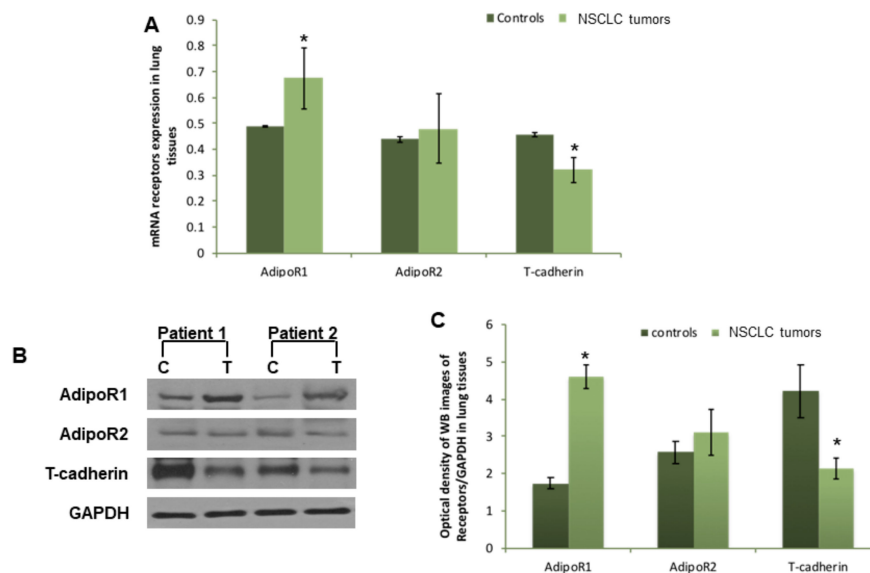 A
Controls NSCLC tumors
mRNA receptors expression in lung
tissues
0.9
0.8
0.7
0.6
0.5
0.4
0.3
0.2
0.1
0
*
*
AdipoR1 AdipoR2 T-cadherin
B
Patient 1 Patient 2
C T C T
AdipoR1
AdipoR2
T-cadherin
GAPDH
C
controls NSCLC tumors
Optical density of WB images of
Receptors/GAPDH in lung tissues
6
5
4
3
2
1
0
*
*
AdipoR1 AdipoR2 T-cadherin